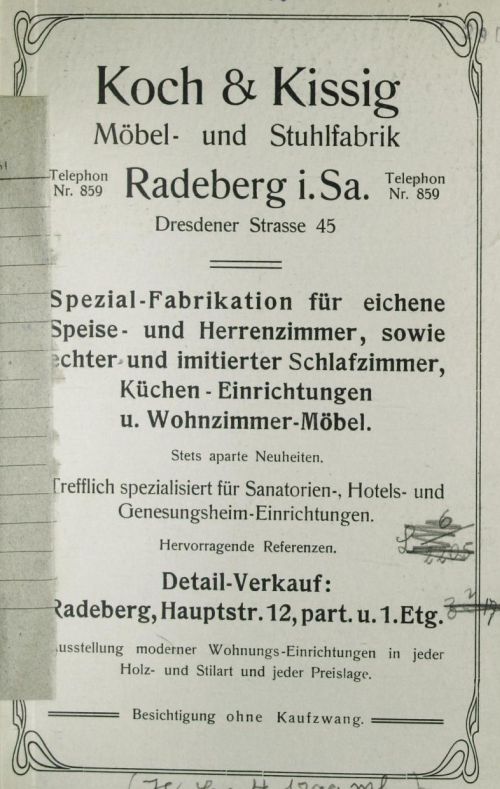 Koch & Kissig
Möbel- und Stuhlfabrik
Telephon Nr. 859 Radeberg i. Sa. Telephon Nr. 859
Dresdener Strasse 45
Spezial-Fabrikation für eichene
Speise- und Herrenzimmer, sowie
echter und imitierter Schlafzimmer,
Küchen-Einrichtungen
u. Wohnzimmer-Möbel.
Stets aparte Neuheiten.
Trefflich spezialisiert für Sanatorien-, Hotels- und
Genesungsheim-Einrichtungen.
Hervorragende Referenzen.
Detail-Verkauf:
Radeberg, Hauptstr. 12, part. u. 1. Etg.
Ausstellung moderner Wohnungs-Einrichtungen in jeder
Holz- und Stilart und jeder Preislage.
Besichtigung ohne Kaufzwang.